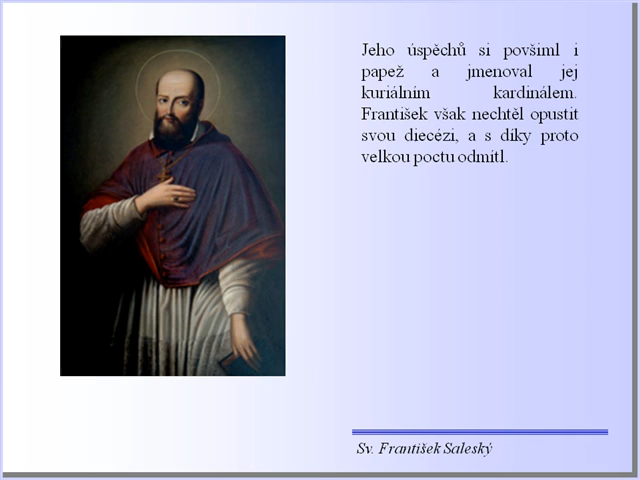 Jeho úspěchů si povšiml i
papež a jmenoval jej
kuriálním kardinálem.
František však nechtěl opustit
svou diecézi, a s díky proto
velkou poctu odmítl.
Sv. František Saleský